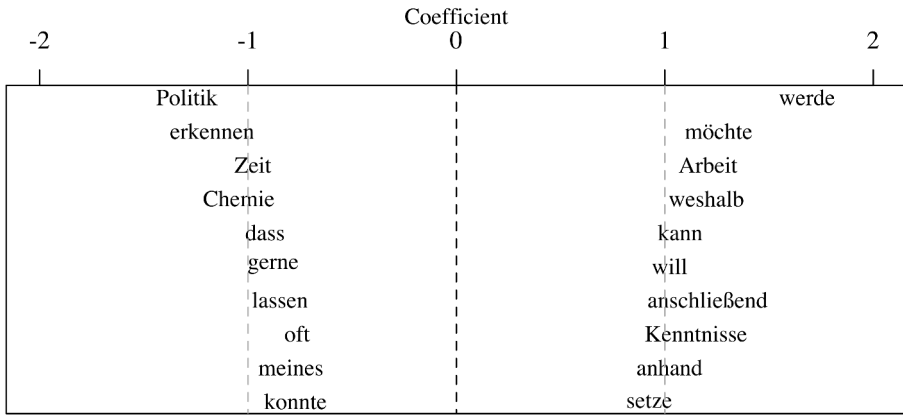 Coefficient
-2 -1 0 1 2
Politik werde
erkennen möchte
Zeit Arbeit
Chemie weshalb
dass kann
gerne will
lassen anschließend
oft Kenntnisse
meines anhand
konnte setze